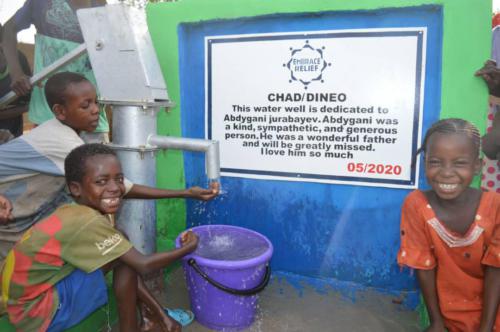 EMBRACE
RELIEF
CHAD/DINEO
This water well is dedicated to
Abdygani jurabayev. Abdygani was
a kind, sympathetic, and generous
person. He was a wonderful father
and will be greatly missed.
I love him so much
05/2020
beko